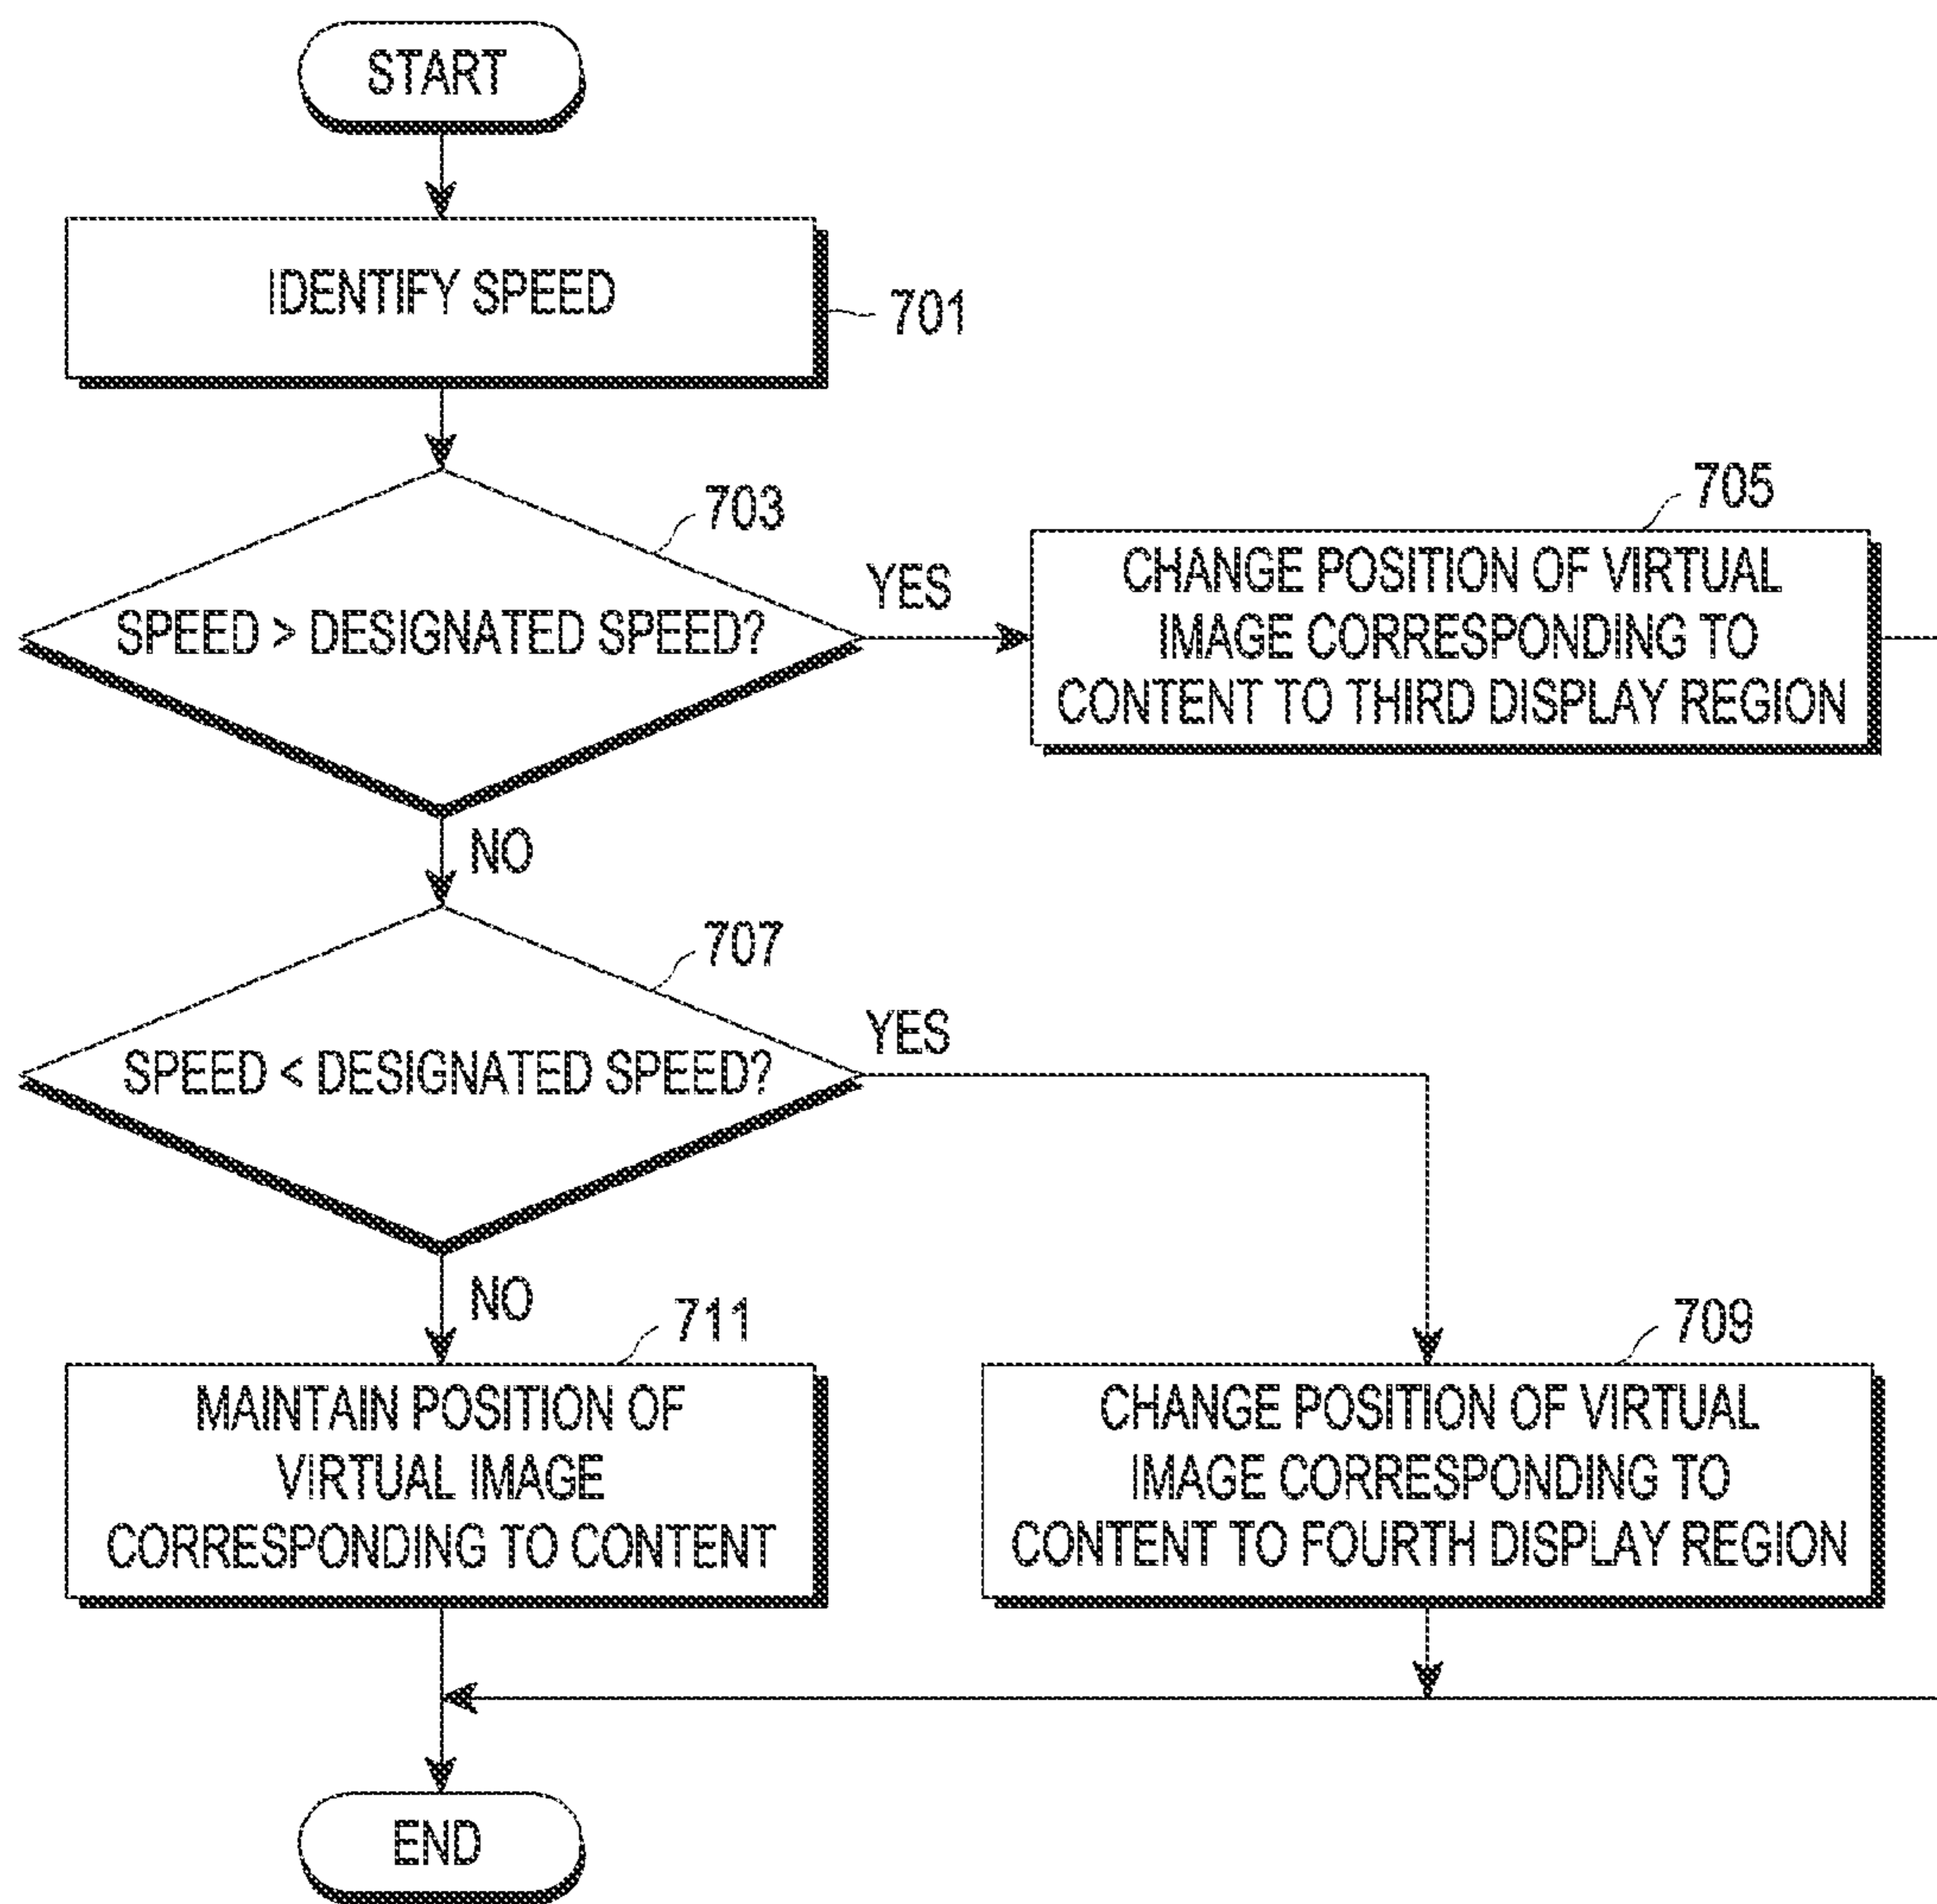 START
IDENTIFY SPEED
701
703
SPEED > DESIGNATED SPEED?
YES
705
CHANGE POSITION OF VIRTUAL
IMAGE CORRESPONDING TO
CONTENT TO THIRD DISPLAY REGION
NO
707
SPEED < DESIGNATED SPEED?
YES
NO
711
MAINTAIN POSITION OF
VIRTUAL IMAGE
CORRESPONDING TO CONTENT
709
CHANGE POSITION OF VIRTUAL
IMAGE CORRESPONDING TO
CONTENT TO FOURTH DISPLAY REGION
END